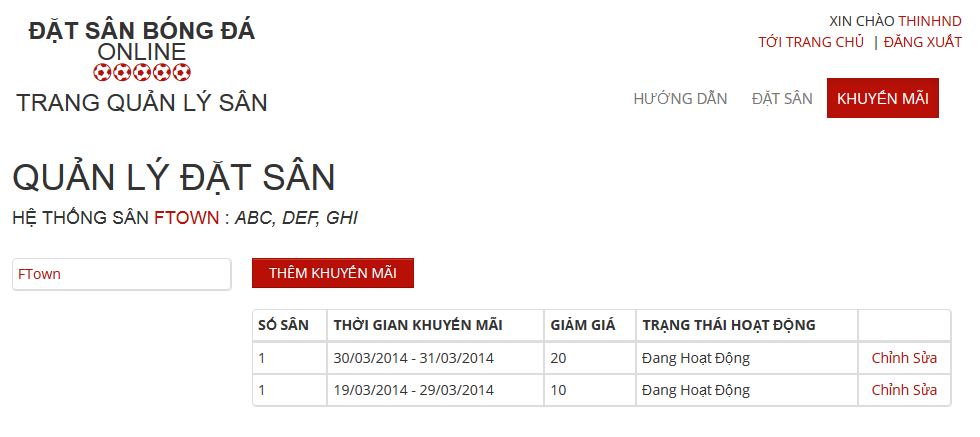 ĐẶT SÂN BÓNG ĐÁ
ONLINE
TRANG QUẢN LÝ SÂN
XIN CHÀO THINHND
TỚI TRANG CHỦ | ĐĂNG XUẤT
HƯỚNG DẪN ĐẶT SÂN KHUYẾN MÃI
QUẢN LÝ ĐẶT SÂN
HỆ THỐNG SÂN FTOWN : ABC, DEF, GHI
FTown
THÊM KHUYẾN MÃI
SỐ SÂN THỜI GIAN KHUYẾN MÃI GIẢM GIÁ TRẠNG THÁI HOẠT ĐỘNG
1 30/03/2014 - 31/03/2014 20 Đang Hoạt Động Chỉnh Sửa
1 19/03/2014 - 29/03/2014 10 Đang Hoạt Động Chỉnh Sửa